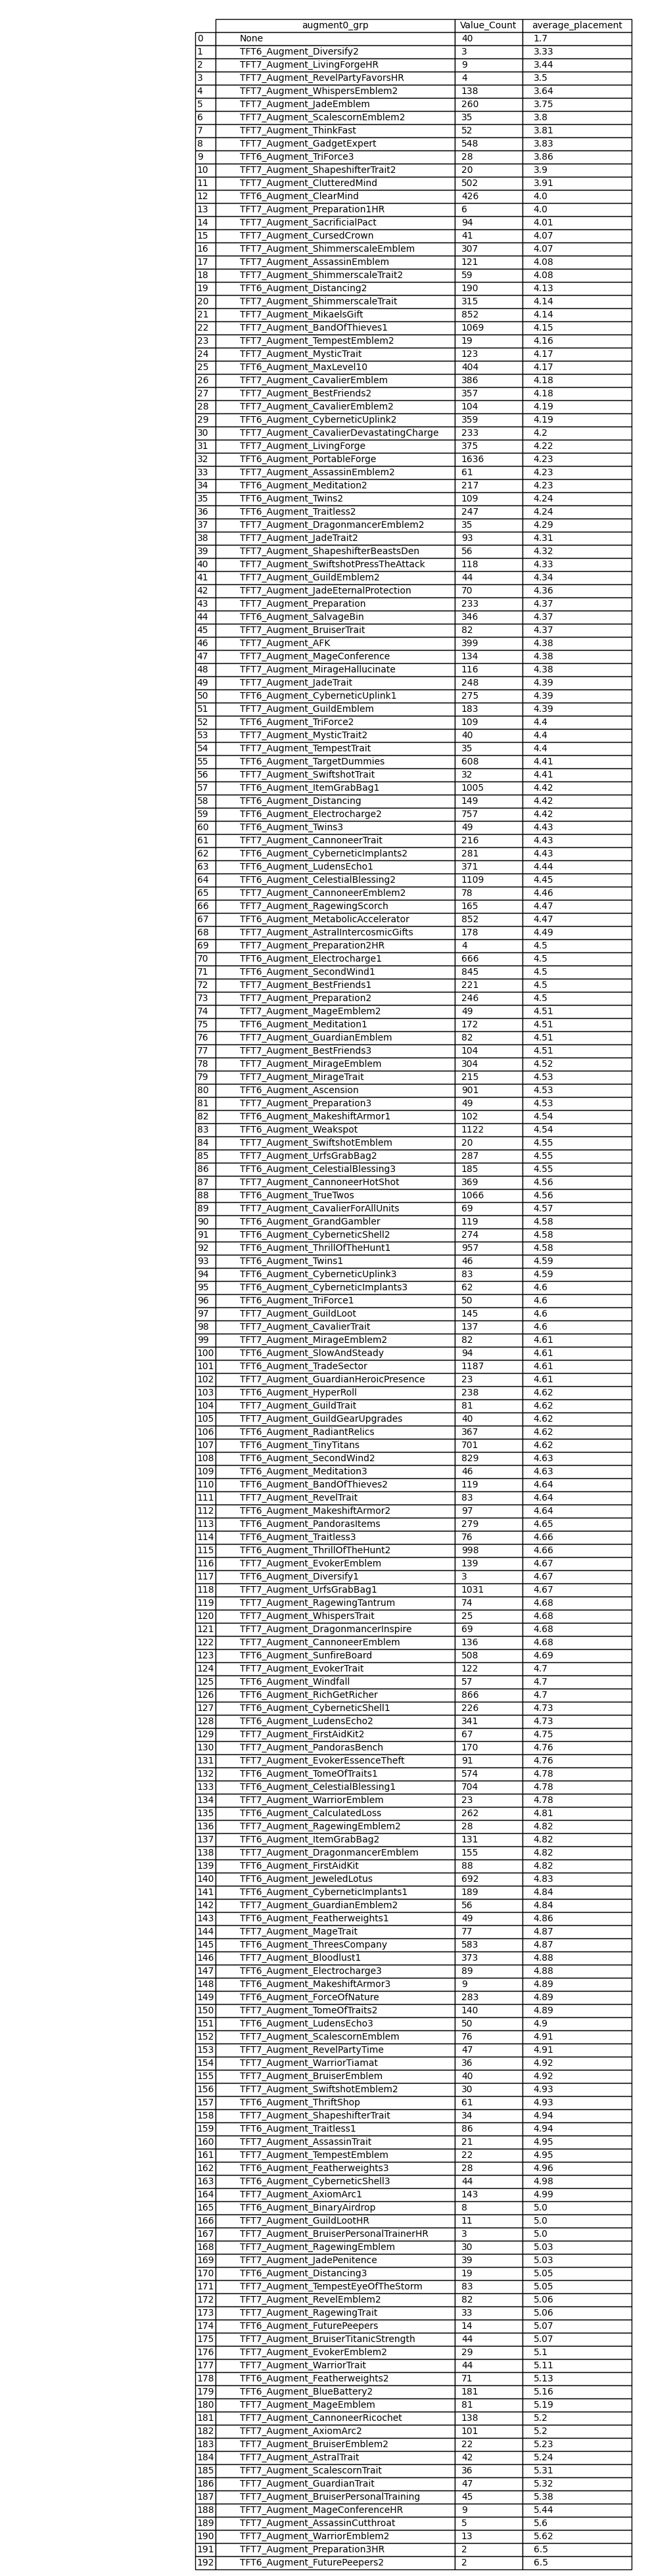 augment0_grp Value_Count average_placement
0 None 40 1.7
1 TFT6_Augment_Diversify2 3 3.33
2 TFT7_Augment_LivingForgeHR 9 3.44
3 TFT7_Augment_RevelPartyFavorsHR 4 3.5
4 TFT7_Augment_WhispersEmblem2 138 3.64
5 TFT7_Augment_JadeEmblem 260 3.75
6 TFT7_Augment_ScalescornEmblem2 35 3.8
7 TFT7_Augment_ThinkFast 52 3.81
8 TFT7_Augment_GadgetExpert 548 3.83
9 TFT6_Augment_TriForce3 28 3.86
10 TFT7_Augment_ShapeshifterTrait2 20 3.9
11 TFT7_Augment_ClutteredMind 502 3.91
12 TFT6_Augment_ClearMind 426 4.0
13 TFT7_Augment_Preparation1HR 6 4.0
14 TFT7_Augment_SacrificialPact 94 4.01
15 TFT7_Augment_CursedCrown 41 4.07
16 TFT7_Augment_ShimmerscaleEmblem 307 4.07
17 TFT7_Augment_AssassinEmblem 121 4.08
18 TFT7_Augment_ShimmerscaleTrait2 59 4.08
19 TFT6_Augment_Distancing2 190 4.13
20 TFT7_Augment_ShimmerscaleTrait 315 4.14
21 TFT7_Augment_MikaelsGift 852 4.14
22 TFT7_Augment_BandOfThieves1 1069 4.15
23 TFT7_Augment_TempestEmblem2 19 4.16
24 TFT7_Augment_MysticTrait 123 4.17
25 TFT6_Augment_MaxLevel10 404 4.17
26 TFT7_Augment_CavalierEmblem 386 4.18
27 TFT7_Augment_BestFriends2 357 4.18
28 TFT7_Augment_CavalierEmblem2 104 4.19
29 TFT6_Augment_CyberneticUplink2 359 4.19
30 TFT7_Augment_CavalierDevastatingCharge 233 4.2
31 TFT7_Augment_LivingForge 375 4.22
32 TFT6_Augment_PortableForge 1636 4.23
33 TFT7_Augment_AssassinEmblem2 61 4.23
34 TFT6_Augment_Meditation2 217 4.23
35 TFT6_Augment_Twins2 109 4.24
36 TFT6_Augment_Traitless2 247 4.24
37 TFT7_Augment_DragonmancerEmblem2 35 4.29
38 TFT7_Augment_JadeTrait2 93 4.31
39 TFT7_Augment_ShapeshifterBeastsDen 56 4.32
40 TFT7_Augment_SwiftshotPressTheAttack 118 4.33
41 TFT7_Augment_GuildEmblem2 44 4.34
42 TFT7_Augment_JadeEternalProtection 70 4.36
43 TFT7_Augment_Preparation 233 4.37
44 TFT6_Augment_SalvageBin 346 4.37
45 TFT7_Augment_BruiserTrait 82 4.37
46 TFT7_Augment_AFK 399 4.38
47 TFT7_Augment_MageConference 134 4.38
48 TFT7_Augment_MirageHallucinate 116 4.38
49 TFT7_Augment_JadeTrait 248 4.39
50 TFT6_Augment_CyberneticUplink1 275 4.39
51 TFT7_Augment_GuildEmblem 183 4.39
52 TFT6_Augment_TriForce2 109 4.4
53 TFT7_Augment_MysticTrait2 40 4.4
54 TFT7_Augment_TempestTrait 35 4.4
55 TFT6_Augment_TargetDummies 608 4.41
56 TFT7_Augment_SwiftshotTrait 32 4.41
57 TFT6_Augment_ItemGrabBag1 1005 4.42
58 TFT6_Augment_Distancing 149 4.42
59 TFT6_Augment_Electrocharge2 757 4.42
60 TFT6_Augment_Twins3 49 4.43
61 TFT7_Augment_CannoneerTrait 216 4.43
62 TFT6_Augment_CyberneticImplants2 281 4.43
63 TFT6_Augment_LudensEcho1 371 4.44
64 TFT6_Augment_CelestialBlessing2 1109 4.45
65 TFT7_Augment_CannoneerEmblem2 78 4.46
66 TFT7_Augment_RagewingScorch 165 4.47
67 TFT6_Augment_MetabolicAccelerator 852 4.47
68 TFT7_Augment_AstralIntercosmicGifts 178 4.49
69 TFT7_Augment_Preparation2HR 4 4.5
70 TFT6_Augment_Electrocharge1 666 4.5
71 TFT6_Augment_SecondWind1 845 4.5
72 TFT7_Augment_BestFriends1 221 4.5
73 TFT7_Augment_Preparation2 246 4.5
74 TFT7_Augment_MageEmblem2 49 4.51
75 TFT6_Augment_Meditation1 172 4.51
76 TFT7_Augment_GuardianEmblem 82 4.51
77 TFT7_Augment_BestFriends3 104 4.51
78 TFT7_Augment_MirageEmblem 304 4.52
79 TFT7_Augment_MirageTrait 215 4.53
80 TFT6_Augment_Ascension 901 4.53
81 TFT7_Augment_Preparation3 49 4.53
82 TFT6_Augment_MakeshiftArmor1 102 4.54
83 TFT6_Augment_Weakspot 1122 4.54
84 TFT7_Augment_SwiftshotEmblem 20 4.55
85 TFT7_Augment_UrfsGrabBag2 287 4.55
86 TFT6_Augment_CelestialBlessing3 185 4.55
87 TFT7_Augment_CannoneerHotShot 369 4.56
88 TFT6_Augment_TrueTwos 1066 4.56
89 TFT7_Augment_CavalierForAllUnits 69 4.57
90 TFT6_Augment_GrandGambler 119 4.58
91 TFT6_Augment_CyberneticShell2 274 4.58
92 TFT6_Augment_ThrillOfTheHunt1 957 4.58
93 TFT6_Augment_Twins1 46 4.59
94 TFT6_Augment_CyberneticUplink3 83 4.59
95 TFT6_Augment_CyberneticImplants3 62 4.6
96 TFT6_Augment_TriForce1 50 4.6
97 TFT7_Augment_GuildLoot 145 4.6
98 TFT7_Augment_CavalierTrait 137 4.6
99 TFT7_Augment_MirageEmblem2 82 4.61
100 TFT6_Augment_SlowAndSteady 94 4.61
101 TFT6_Augment_TradeSector 1187 4.61
102 TFT7_Augment_GuardianHeroicPresence 23 4.61
103 TFT6_Augment_HyperRoll 238 4.62
104 TFT7_Augment_GuildTrait 81 4.62
105 TFT7_Augment_GuildGearUpgrades 40 4.62
106 TFT6_Augment_RadiantRelics 367 4.62
107 TFT6_Augment_TinyTitans 701 4.62
108 TFT6_Augment_SecondWind2 829 4.63
109 TFT6_Augment_Meditation3 46 4.63
110 TFT7_Augment_BandOfThieves2 119 4.64
111 TFT7_Augment_RevelTrait 83 4.64
112 TFT6_Augment_MakeshiftArmor2 97 4.64
113 TFT6_Augment_PandorasItems 279 4.65
114 TFT6_Augment_Traitless3 76 4.66
115 TFT6_Augment_ThrillOfTheHunt2 998 4.66
116 TFT7_Augment_EvokerEmblem 139 4.67
117 TFT6_Augment_Diversify1 3 4.67
118 TFT7_Augment_UrfsGrabBag1 1031 4.67
119 TFT7_Augment_RagewingTantrum 74 4.68
120 TFT7_Augment_WhispersTrait 25 4.68
121 TFT7_Augment_DragonmancerInspire 69 4.68
122 TFT7_Augment_CannoneerEmblem 136 4.68
123 TFT6_Augment_SunfireBoard 508 4.69
124 TFT7_Augment_EvokerTrait 122 4.7
125 TFT6_Augment_Windfall 57 4.7
126 TFT6_Augment_RichGetRicher 866 4.7
127 TFT6_Augment_CyberneticShell1 226 4.73
128 TFT6_Augment_LudensEcho2 341 4.73
129 TFT7_Augment_FirstAidKit2 67 4.75
130 TFT7_Augment_PandorasBench 170 4.76
131 TFT7_Augment_EvokerEssenceTheft 91 4.76
132 TFT6_Augment_TomeOfTraits1 574 4.78
133 TFT6_Augment_CelestialBlessing1 704 4.78
134 TFT7_Augment_WarriorEmblem 23 4.78
135 TFT6_Augment_CalculatedLoss 262 4.81
136 TFT7_Augment_RagewingEmblem2 28 4.82
137 TFT6_Augment_ItemGrabBag2 131 4.82
138 TFT7_Augment_DragonmancerEmblem 155 4.82
139 TFT6_Augment_FirstAidKit 88 4.82
140 TFT6_Augment_JeweledLotus 692 4.83
141 TFT6_Augment_CyberneticImplants1 189 4.84
142 TFT7_Augment_GuardianEmblem2 56 4.84
143 TFT6_Augment_Featherweights1 49 4.86
144 TFT7_Augment_MageTrait 77 4.87
145 TFT6_Augment_ThreesCompany 583 4.87
146 TFT7_Augment_Bloodlust1 373 4.88
147 TFT6_Augment_Electrocharge3 89 4.88
148 TFT6_Augment_MakeshiftArmor3 9 4.89
149 TFT6_Augment_ForceOfNature 283 4.89
150 TFT7_Augment_TomeOfTraits2 140 4.89
151 TFT6_Augment_LudensEcho3 50 4.9
152 TFT7_Augment_ScalescornEmblem 76 4.91
153 TFT7_Augment_RevelPartyTime 47 4.91
154 TFT7_Augment_WarriorTiamat 36 4.92
155 TFT7_Augment_BruiserEmblem 40 4.92
156 TFT7_Augment_SwiftshotEmblem2 30 4.93
157 TFT6_Augment_ThriftShop 61 4.93
158 TFT7_Augment_ShapeshifterTrait 34 4.94
159 TFT6_Augment_Traitless1 86 4.94
160 TFT7_Augment_AssassinTrait 21 4.95
161 TFT7_Augment_TempestEmblem 22 4.95
162 TFT6_Augment_Featherweights3 28 4.96
163 TFT6_Augment_CyberneticShell3 44 4.98
164 TFT7_Augment_AxiomArc1 143 4.99
165 TFT6_Augment_BinaryAirdrop 8 5.0
166 TFT7_Augment_GuildLootHR 11 5.0
167 TFT7_Augment_BruiserPersonalTrainerHR 3 5.0
168 TFT7_Augment_RagewingEmblem 30 5.03
169 TFT7_Augment_JadePenitence 39 5.03
170 TFT6_Augment_Distancing3 19 5.05
171 TFT7_Augment_TempestEyeOfTheStorm 83 5.05
172 TFT7_Augment_RevelEmblem2 82 5.06
173 TFT7_Augment_RagewingTrait 33 5.06
174 TFT6_Augment_FuturePeepers 14 5.07
175 TFT7_Augment_BruiserTitanicStrength 44 5.07
176 TFT7_Augment_EvokerEmblem2 29 5.1
177 TFT7_Augment_WarriorTrait 44 5.11
178 TFT6_Augment_Featherweights2 71 5.13
179 TFT6_Augment_BlueBattery2 181 5.16
180 TFT7_Augment_MageEmblem 81 5.19
181 TFT7_Augment_CannoneerRicochet 138 5.2
182 TFT7_Augment_AxiomArc2 101 5.2
183 TFT7_Augment_BruiserEmblem2 22 5.23
184 TFT7_Augment_AstralTrait 42 5.24
185 TFT7_Augment_ScalescornTrait 36 5.31
186 TFT7_Augment_GuardianTrait 47 5.32
187 TFT7_Augment_BruiserPersonalTraining 45 5.38
188 TFT7_Augment_MageConferenceHR 9 5.44
189 TFT7_Augment_AssassinCutthroat 5 5.6
190 TFT7_Augment_WarriorEmblem2 13 5.62
191 TFT7_Augment_Preparation3HR 2 6.5
192 TFT6_Augment_FuturePeepers2 2 6.5